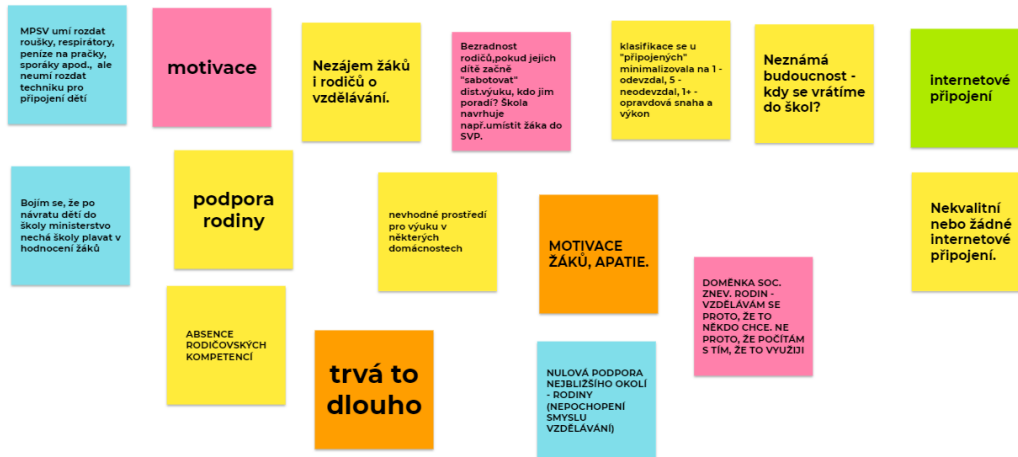 MPSV umí rozdat
roušky, respirátory,
peníze na pračky,
sporáky apod., ale
neumí rozdat
techniku pro
připojení dětí
motivace
Nezájem žáků
i rodičů o
vzdělávání.
Bezradnost
rodičů,pokud jejich
dítě začně
"sabotovat"
dist.výuku, kdo jim
poradí? Škola
navrhuje
např.umístit žáka do
SVP.
klasifikace se u
"připojených"
minimalizovala na 1 -
odevzdal, 5 -
neodevzdal, 1+ -
opravdová snaha a
výkon
Neznámá
budoucnost -
kdy se vrátíme
do škol?
internetové
připojení
Bojím se, že po
návratu dětí do
školy ministerstvo
nechá školy plavat v
hodnocení žáků
podpora
rodiny
nevhodné prostředí
pro výuku v
některých
domácnostech
MOTIVACE
ŽÁKŮ, APATIE.
Nekvalitní
nebo žádné
internetové
připojení.
DOMĚNKA SOC.
ZNEV. RODIN -
VZDĚLÁVÁM SE
PROTO, ŽE TO
NĚKDO CHCE. NE
PROTO, ŽE POČÍTÁM
S TÍM, ŽE TO VYUŽIJI
ABSENCE
RODIČOVSKÝCH
KOMPETENCÍ
trvá to
dlouho
NULOVÁ PODPORA
NEJBLIŽŠÍHO OKOLÍ
- RODINY
(NEPOCHOPENÍ
SMYSLU
VZDĚLÁVÁNÍ)